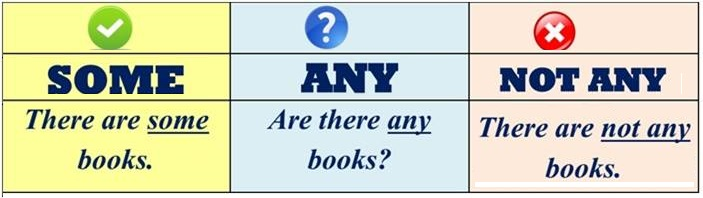 SOME
ANY
NOT ANY
There are some
books.
Are there any
books?
There are not any
books.